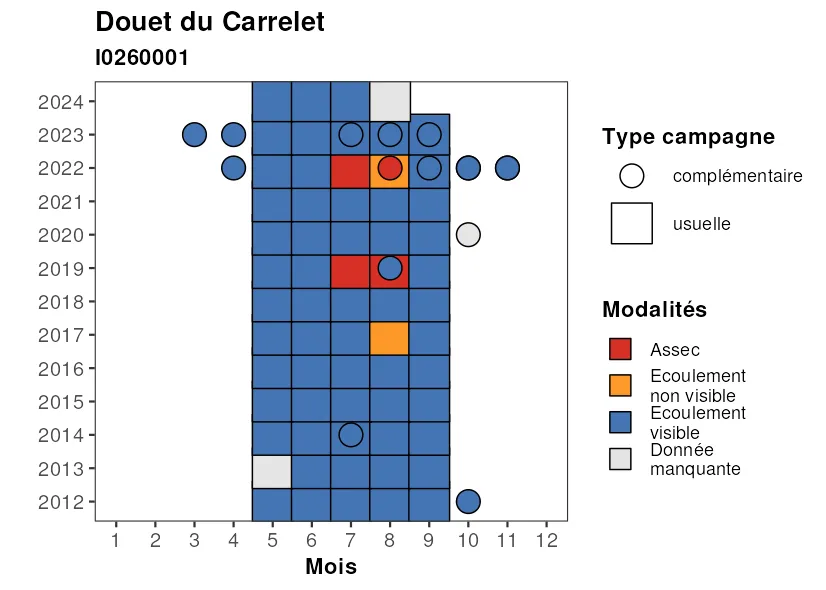 Douet du Carrelet
I0260001
2024
2023
2022
2021
2020
2019
2018
2017
2016
2015
2014
2013
2012
1 2 3 4 5 6 7 8 9 10 11 12
Mois
Type campagne
complémentaire
usuelle
Modalités
Assec
Ecoulement
non visible
Ecoulement
visible
Donnée
manquante